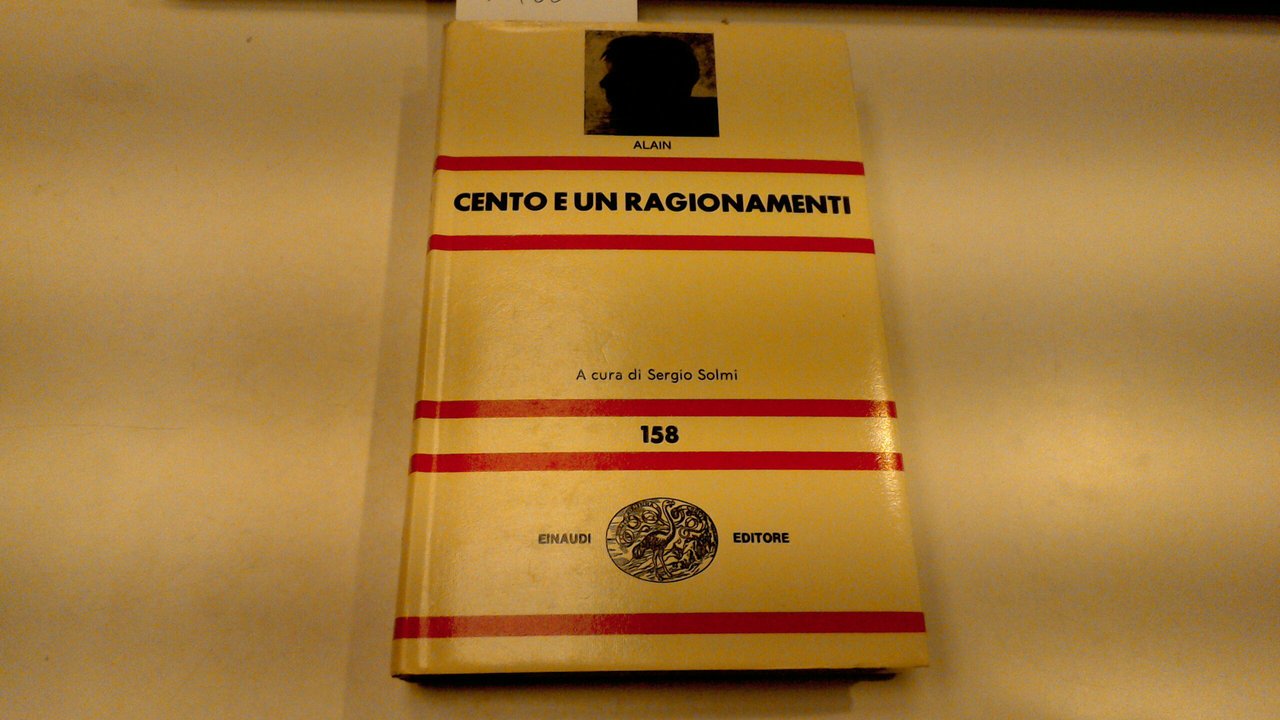 ALAIN
CENTO E UN RAGIONAMENTI
A cura di Sergio Solmi
158
EINAUDI EDITORE